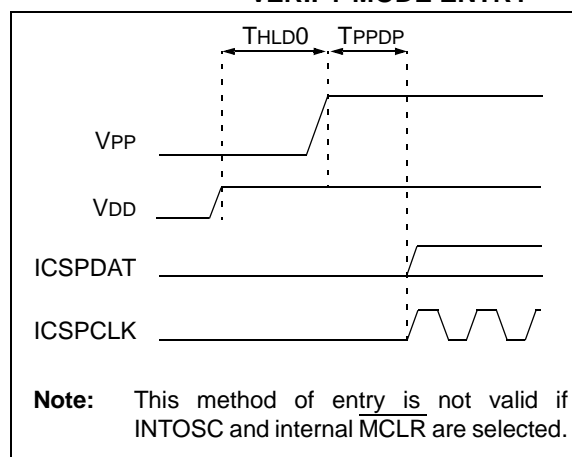 VERIFY MODE ENTRY
THLD0 TPPDP
VPP
VDD
ICSPDAT
ICSPCLK
Note: This method of entry is not valid if
INTOSC and internal MCLR are selected.